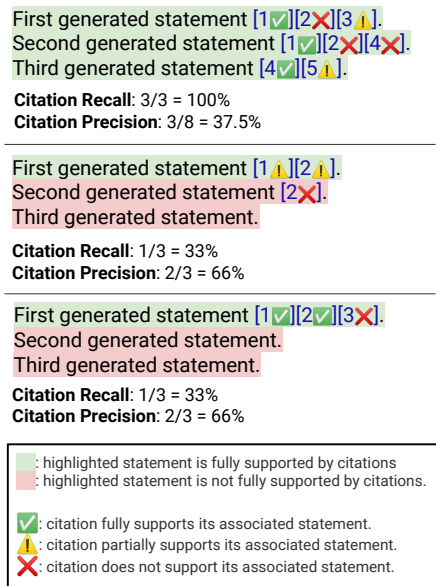 First generated statement [1✅][2❌][3⚠️].
Second generated statement [1✅][2❌][4❌].
Third generated statement [4✅][5⚠️].
Citation Recall: 3/3 = 100%
Citation Precision: 3/8 = 37.5%
First generated statement [1⚠️][2⚠️].
Second generated statement [2❌].
Third generated statement.
Citation Recall: 1/3 = 33%
Citation Precision: 2/3 = 66%
First generated statement [1✅][2✅][3❌].
Second generated statement.
Third generated statement.
Citation Recall: 1/3 = 33%
Citation Precision: 2/3 = 66%
: highlighted statement is fully supported by citations
: highlighted statement is not fully supported by citations.
✅: citation fully supports its associated statement.
⚠️: citation partially supports its associated statement.
❌: citation does not support its associated statement.